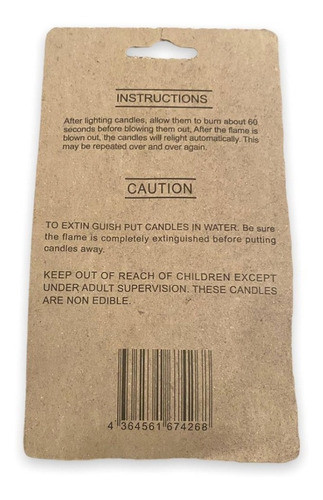 INSTRUCTIONS
After lighting candles, allow them to burn about 60
seconds before blowing them out, After the flame is
blown out, the candles will relight automatically. This
may be repeated over and over again.
CAUTION
TO EXTIN GUISH PUT CANDLES IN WATER. Be sure
the flame is completely extinguished before putting
candles away.
KEEP OUT OF REACH OF CHILDREN EXCEPT
UNDER ADULT SUPERVISION. THESE CANDLES
ARE NON EDIBLE.
4 364561 674268